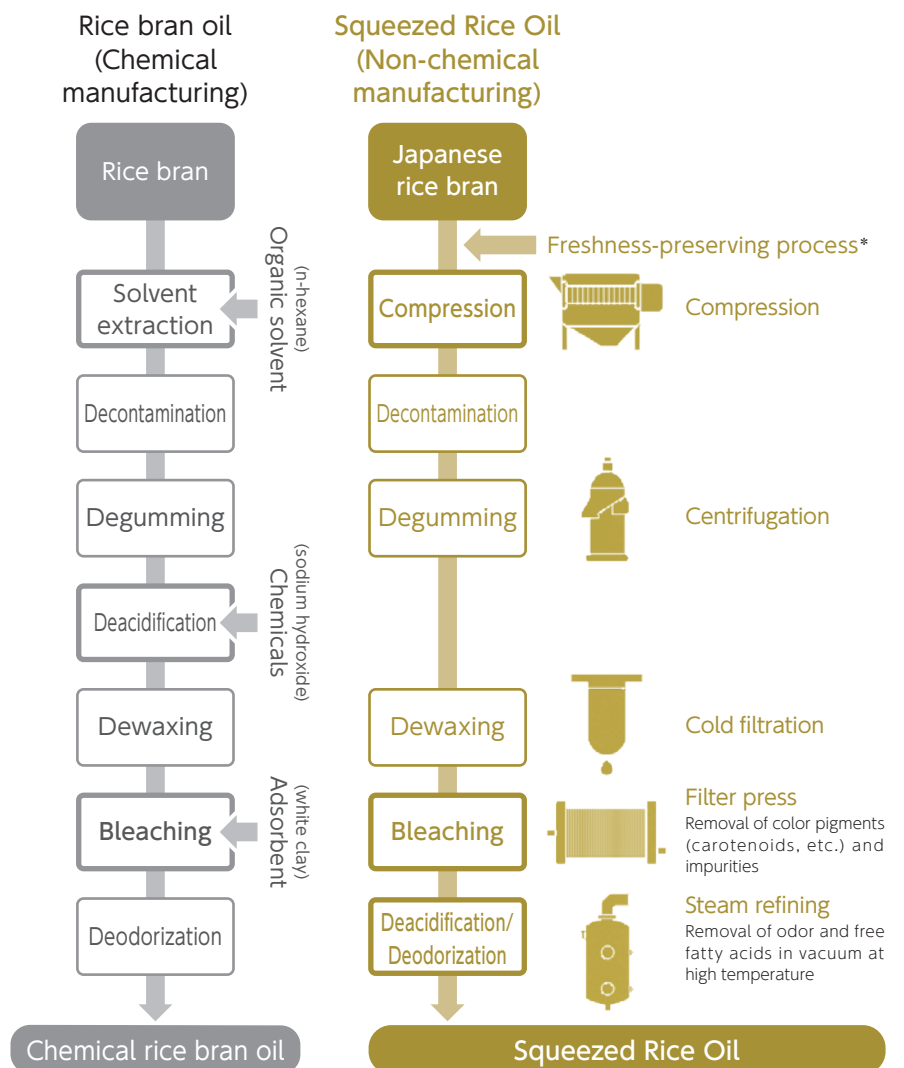 Rice bran oil
(Chemical
manufacturing)
Rice bran
Organic solvent
(n-hexane)
Solvent
extraction
Decontamination
Degumming
Chemicals
(sodium hydroxide)
Deacidification
Dewaxing
Adsorbent
(white clay)
Bleaching
Deodorization
Chemical rice bran oil
Squeezed Rice Oil
(Non-chemical
manufacturing)
Japanese
rice bran
Freshness-preserving process*
Compression
Compression
Decontamination
Degumming
Centrifugation
Dewaxing
Cold filtration
Bleaching
Filter press
Removal of color pigments
(carotenoids, etc.) and
impurities
Deacidification/
Deodorization
Steam refining
Removal of odor and free
fatty acids in vacuum at
high temperature
Squeezed Rice Oil